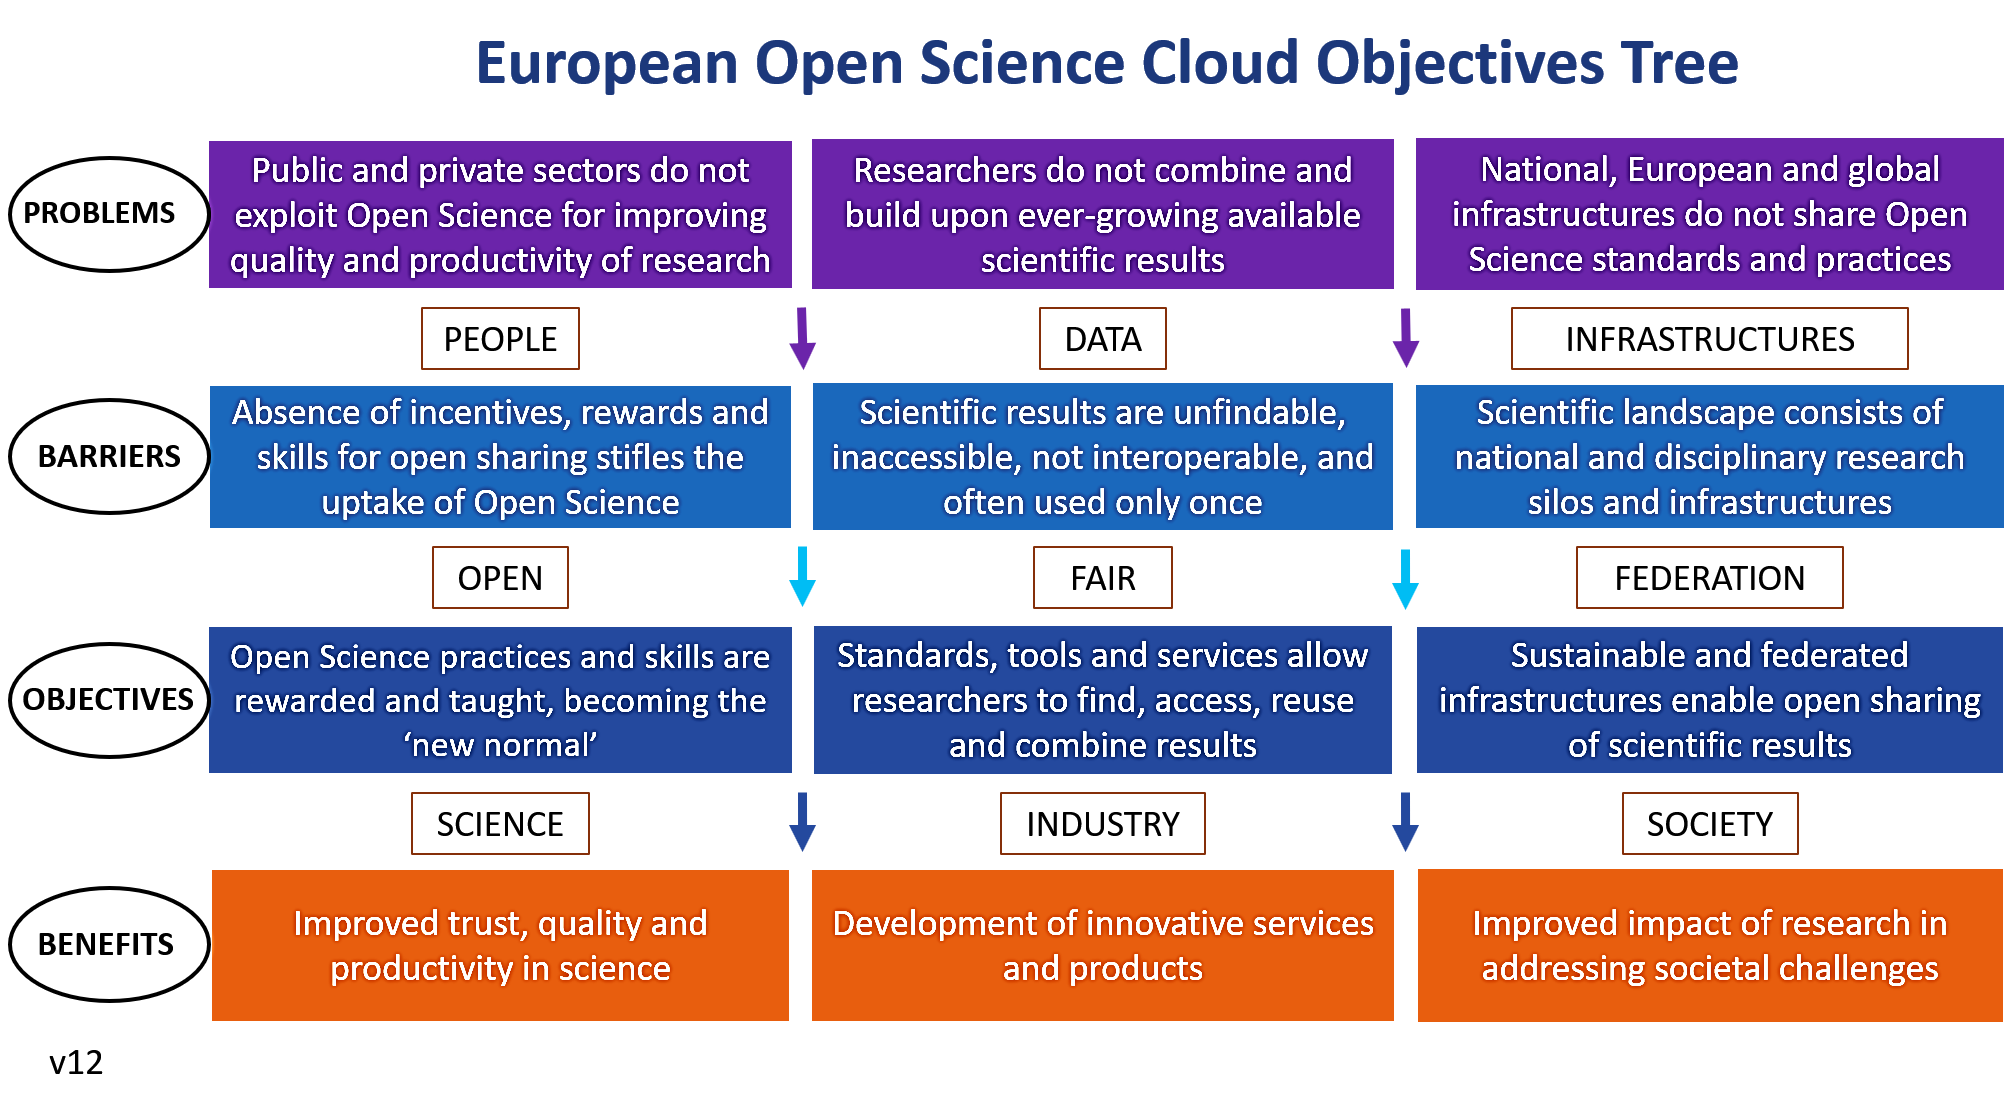 European Open Science Cloud Objectives Tree
PROBLEMS
Public and private sectors do not
exploit Open Science for improving
quality and productivity of research
Researchers do not combine and
build upon ever-growing available
scientific results
National, European and global
infrastructures do not share Open
Science standards and practices
PEOPLE
DATA
INFRASTRUCTURES
BARRIERS
Absence of incentives, rewards and
skills for open sharing stifles the
uptake of Open Science
Scientific results are unfindable,
inaccessible, not interoperable, and
often used only once
Scientific landscape consists of
national and disciplinary research
silos and infrastructures
OPEN
FAIR
FEDERATION
OBJECTIVES
Open Science practices and skills are
rewarded and taught, becoming the
‘new normal’
Standards, tools and services allow
researchers to find, access, reuse
and combine results
Sustainable and federated
infrastructures enable open sharing
of scientific results
SCIENCE
INDUSTRY
SOCIETY
BENEFITS
Improved trust, quality and
productivity in science
Development of innovative services
and products
Improved impact of research in
addressing societal challenges
v12